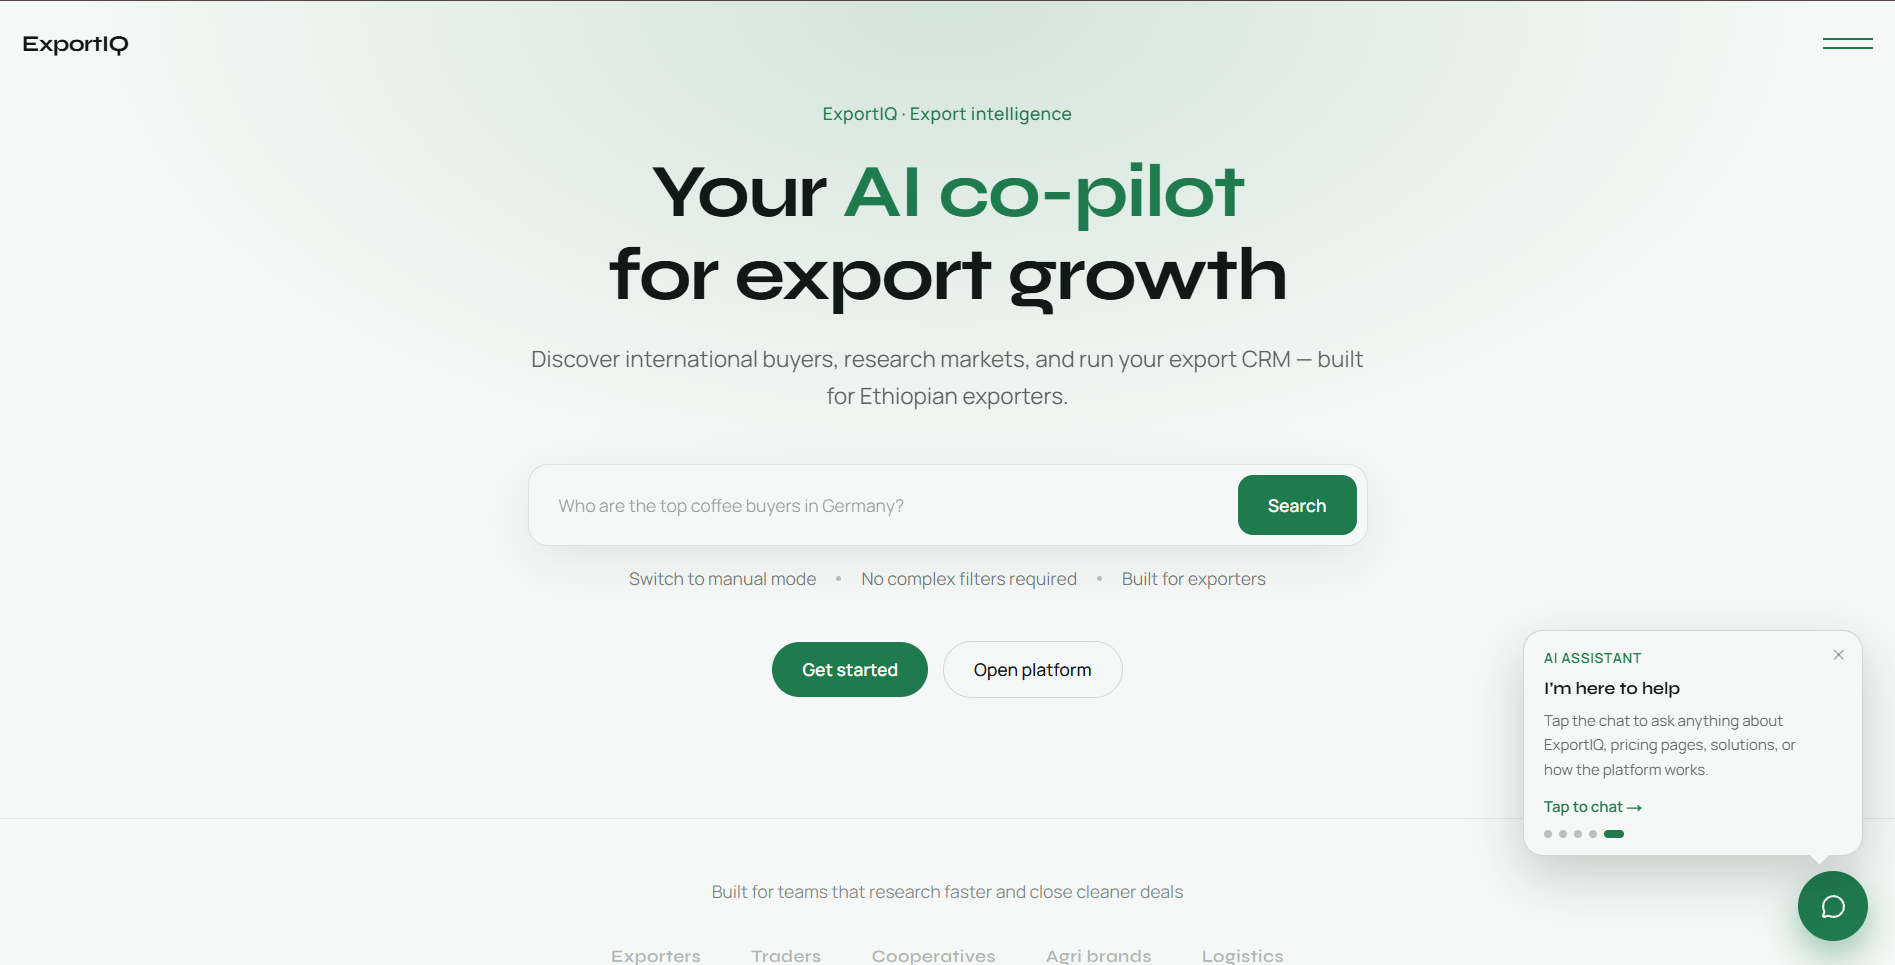 ExportIQ
ExportIQ · Export intelligence
Your AI co-pilot
for export growth
Discover international buyers, research markets, and run your export CRM — built
for Ethiopian exporters.
Who are the top coffee buyers in Germany?
Search
Switch to manual mode • No complex filters required • Built for exporters
Get started
Open platform
AI ASSISTANT
I'm here to help
Tap the chat to ask anything about
ExportIQ, pricing pages, solutions, or
how the platform works.
Tap to chat →
Built for teams that research faster and close cleaner deals
Exporters Traders Cooperatives Agri brands Logistics